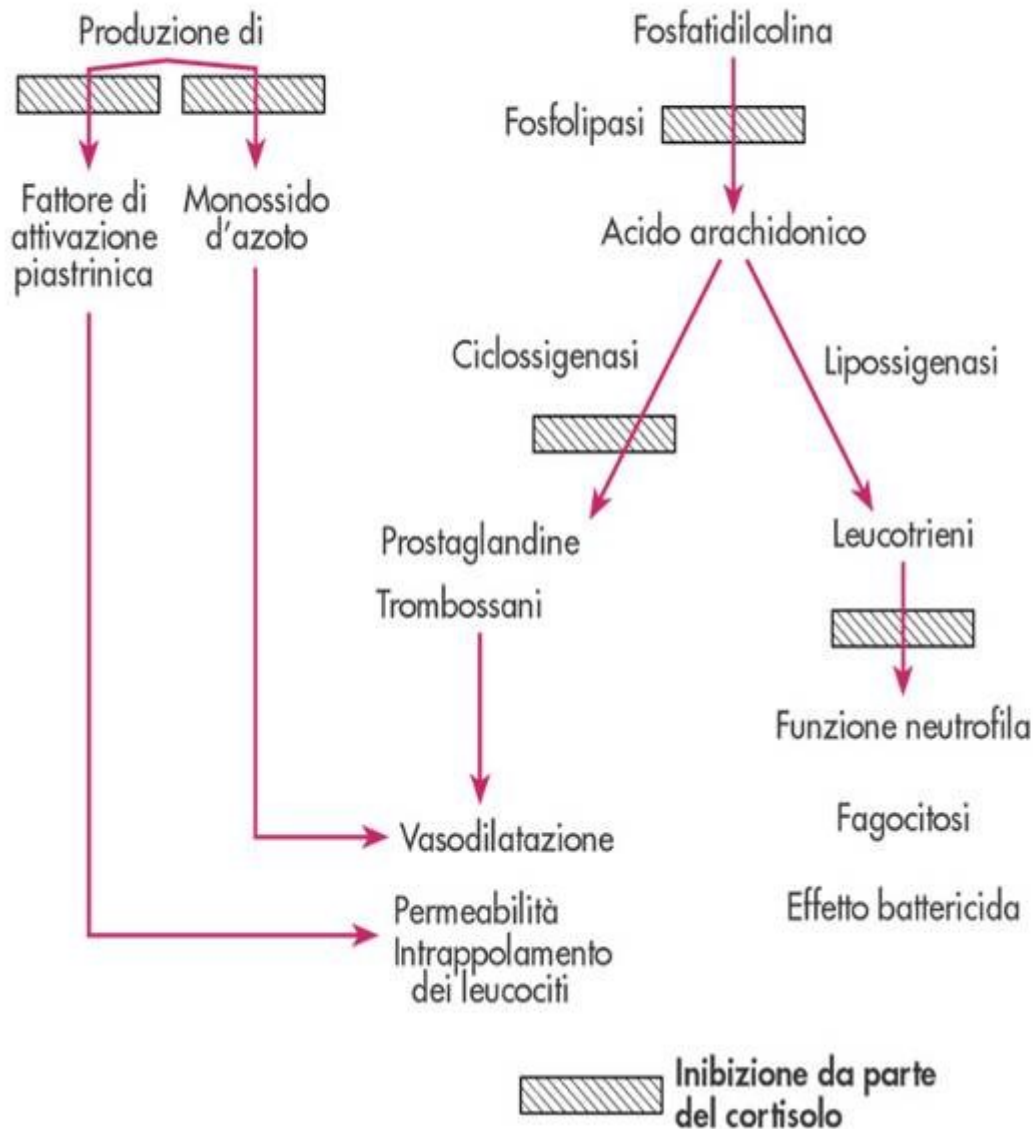 Produzione di
Fattore di
attivazione
piastrinica
Monossido
d'azoto
Fosfatidilcolina
Fosfolipasi
Acido arachidonico
Ciclossigenasi
Lipossigenasi
Prostaglandine
Trombossani
Leucotrieni
Funzione neutrofila
Fagocitosi
Effetto battericida
Vasodilatazione
Permeabilità
Intrappolamento
dei leucociti
Inibizione da parte
del cortisolo